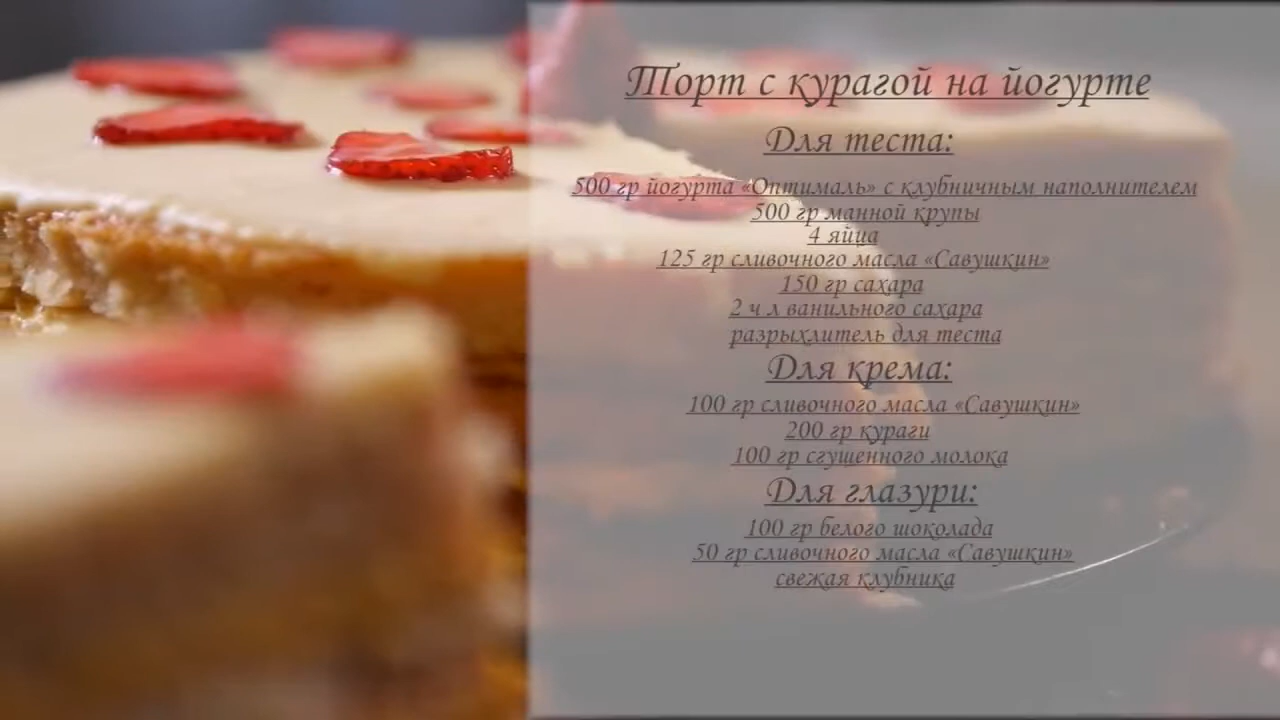 Торт с курагой на йогурте
Для теста:
500 гр йогурта «Оптималь» с клубничным наполнителем
500 гр манной крупы
4 яйца
125 гр сливочного масла «Савушкин»
150 гр сахара
2 ч л ванильного сахара
разрыхлитель для теста
Для крема:
100 гр сливочного масла «Савушкин»
200 гр кураги
100 гр сгущенного молока
Для глазури:
100 гр белого шоколада
50 гр сливочного масла «Савушкин»
свежая клубника